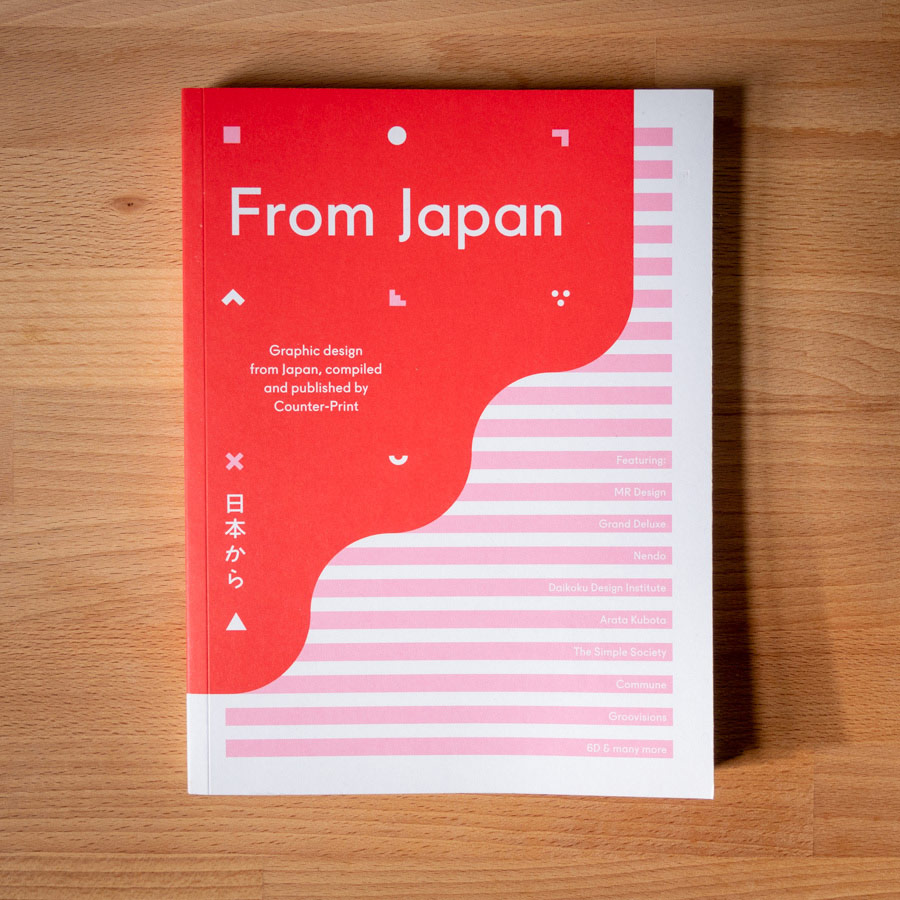 From Japan
Graphic design
from Japan, compiled
and published by
Counter-Print
日本から
Featuring:
MR Design
Grand Deluxe
Nendo
Daikoku Design Institute
Arata Kubota
The Simple Society
Commune
Groovisions
6D & many more